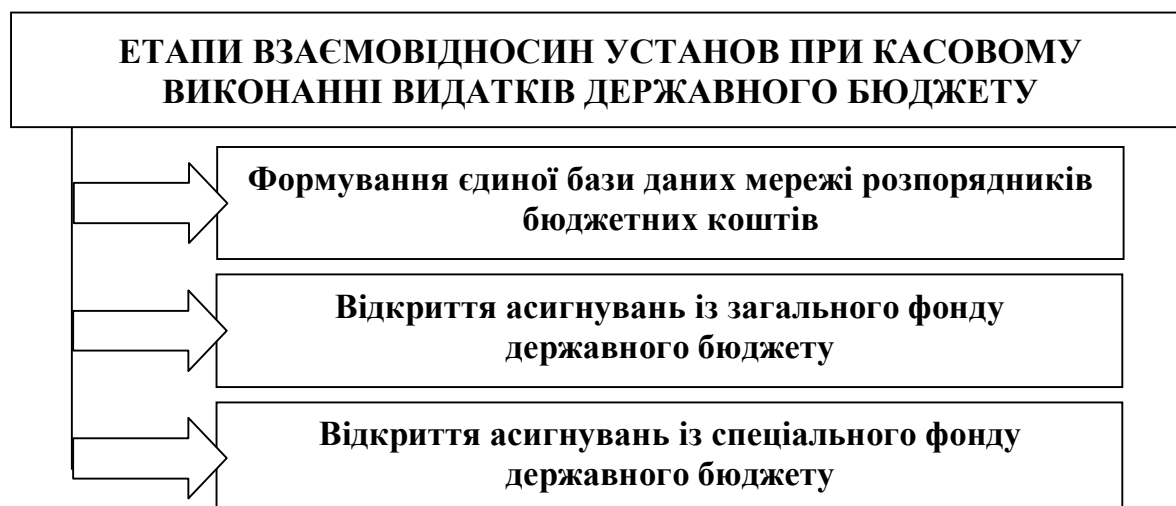 ЕТАПИ ВЗАЄМОВІДНОСИН УСТАНОВ ПРИ КАСОВОМУ
ВИКОНАННІ ВИДАТКІВ ДЕРЖАВНОГО БЮДЖЕТУ
Формування єдиної бази даних мережі розпорядників
бюджетних коштів
Відкриття асигнувань із загального фонду
державного бюджету
Відкриття асигнувань із спеціального фонду
державного бюджету